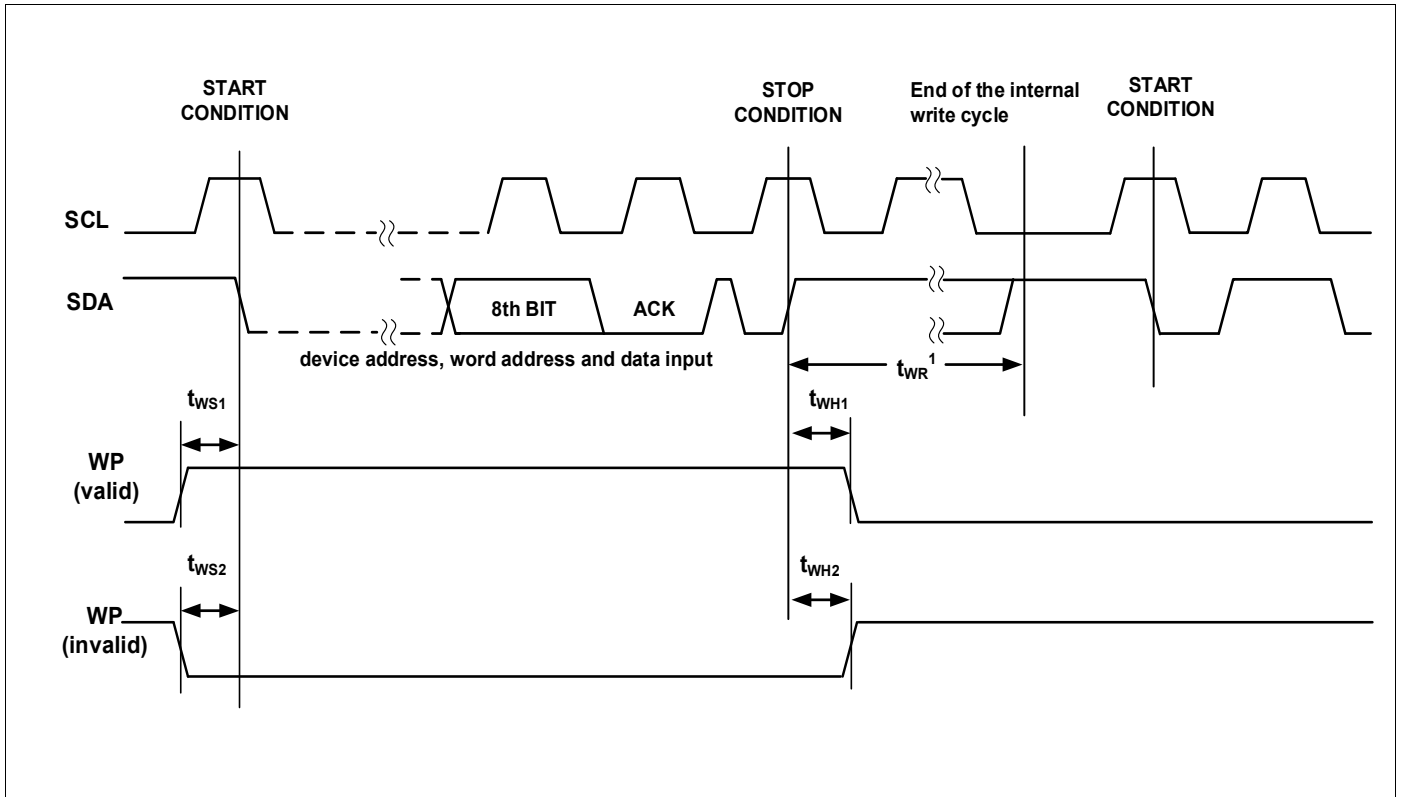 START
CONDITION
STOP
CONDITION
End of the internal
write cycle
START
CONDITION
SCL
SDA
8th BIT
ACK
device address, word address and data input
tWR1
tWS1
tWH1
WP
(valid)
tWS2
tWH2
WP
(invalid)